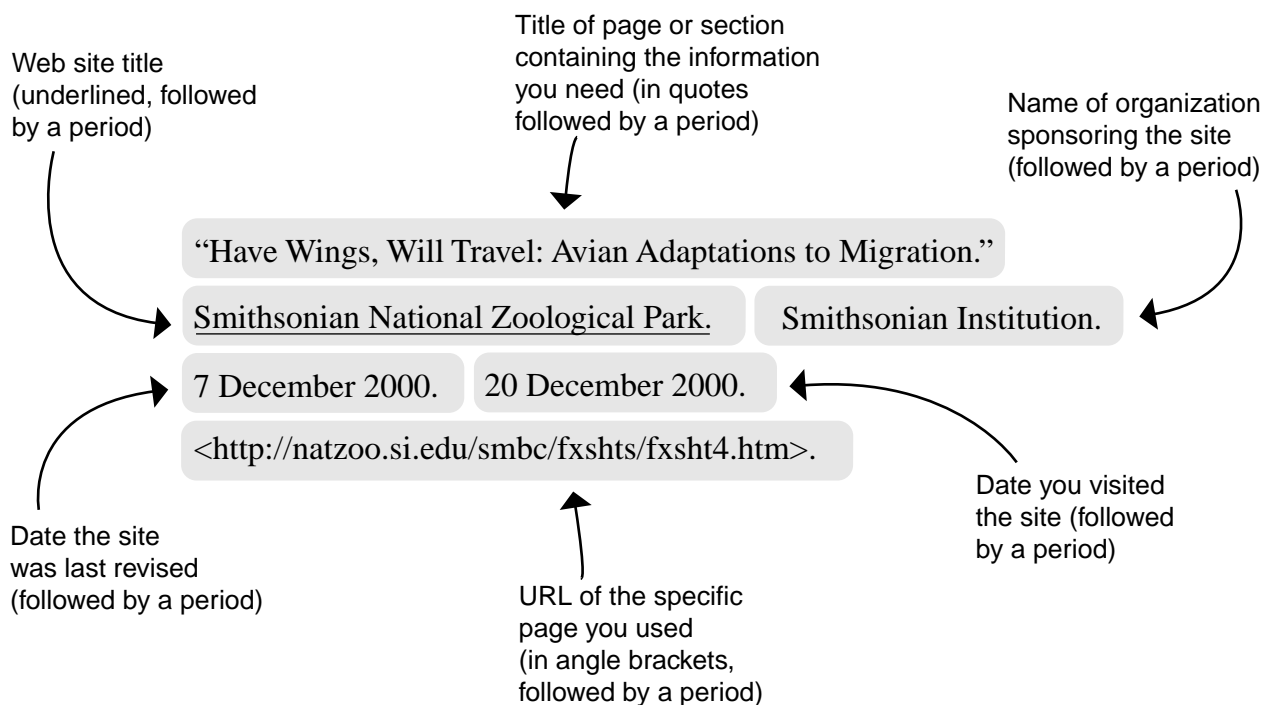 Title of page or section
containing the information
you need (in quotes
followed by a period)
Web site title
(underlined, followed
by a period)
Name of organization
sponsoring the site
(followed by a period)
“Have Wings, Will Travel: Avian Adaptations to Migration.”
Smithsonian National Zoological Park. Smithsonian Institution.
7 December 2000. 20 December 2000.
<http://natzoo.si.edu/smbc/fxshts/fxsht4.htm>.
Date the site
was last revised
(followed by a period)
URL of the specific
page you used
(in angle brackets,
followed by a period)
Date you visited
the site (followed
by a period)